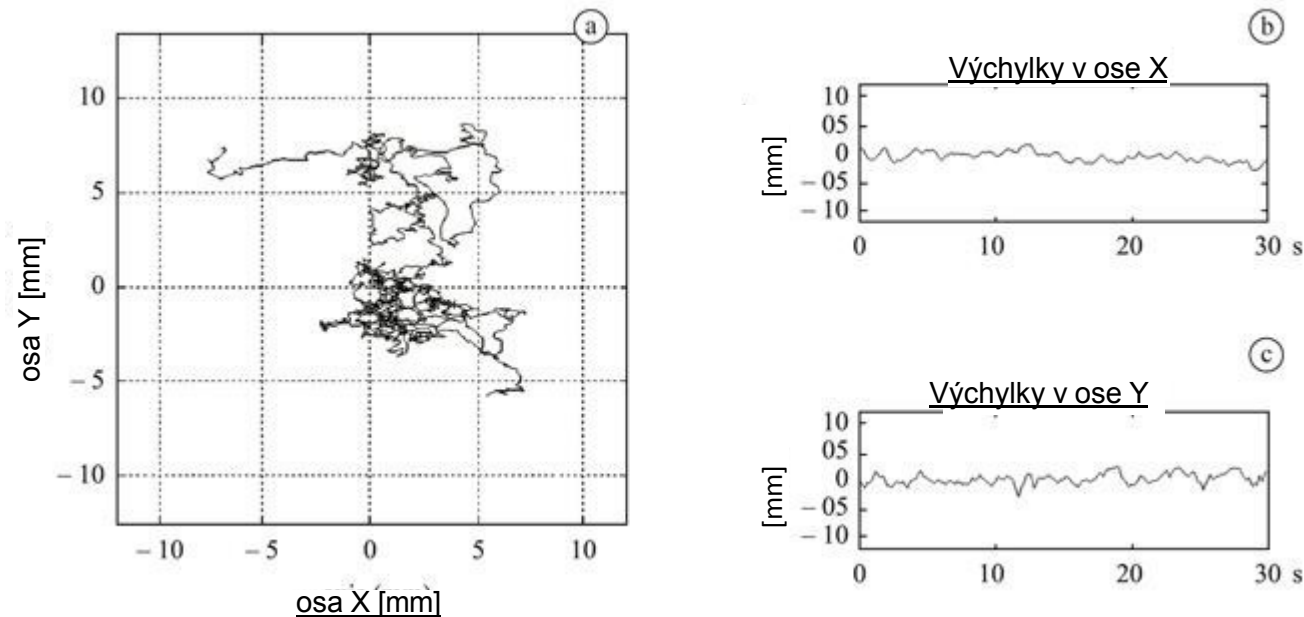 a
10
5
0
– 5
– 10
osa Y [mm]
– 10 – 5 0 5 10
osa X [mm]
b
Výchylky v ose X
10
05
0
– 05
– 10
[mm]
0 10 20 30 s
c
Výchylky v ose Y
10
05
0
– 05
– 10
[mm]
0 10 20 30 s